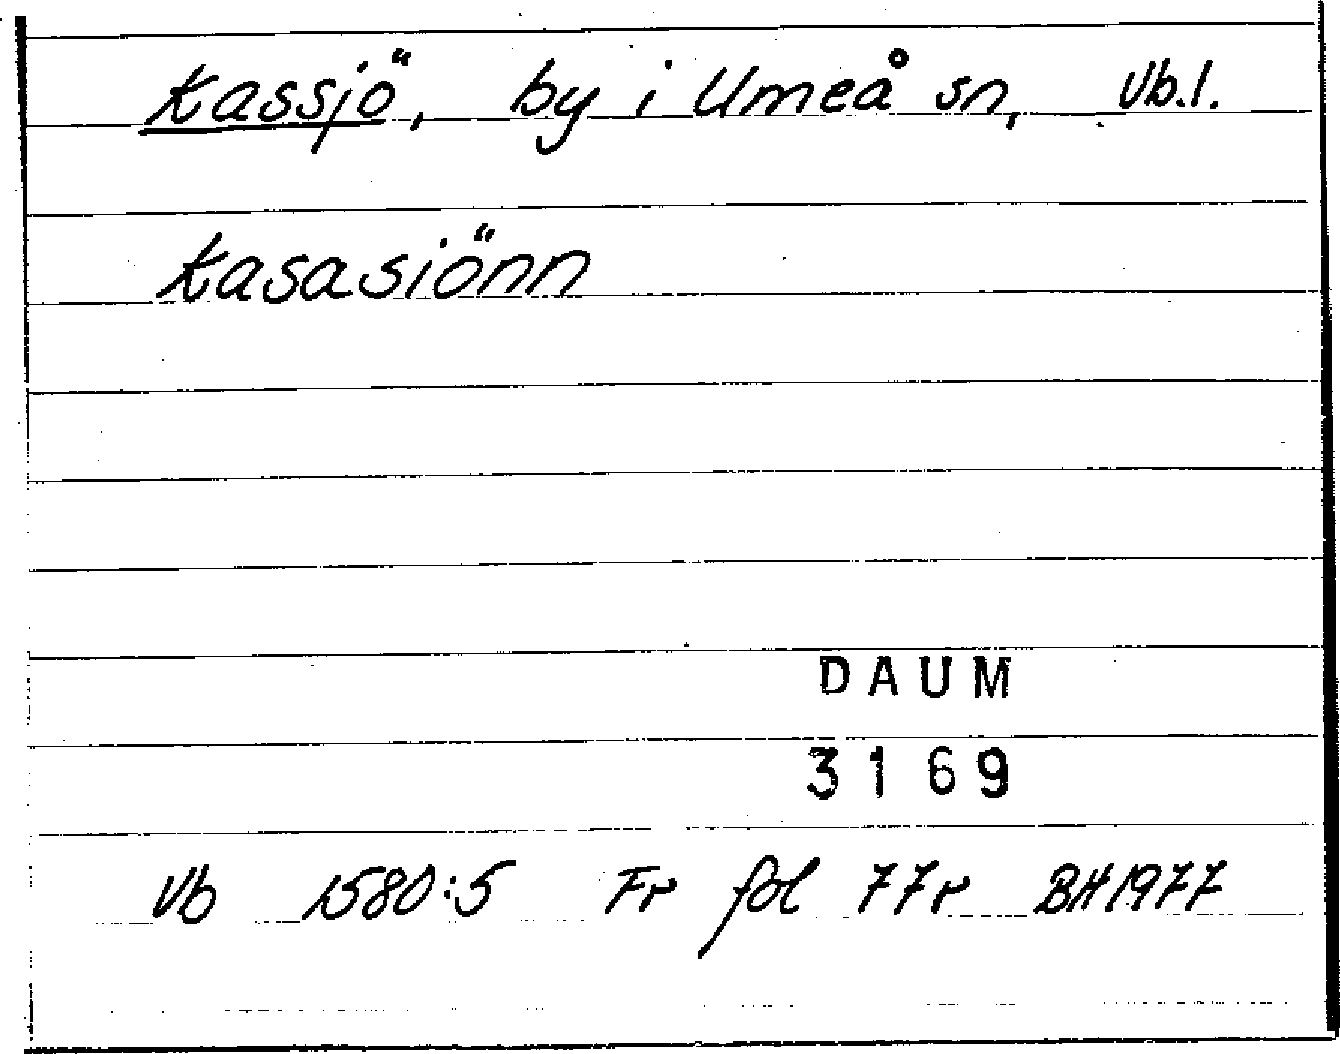 Kassjö, by i Umeå sn, Vb.l.
Kasasiönn
DAUM
3169
Vb 1580:5 Fr fol 77r BH1977